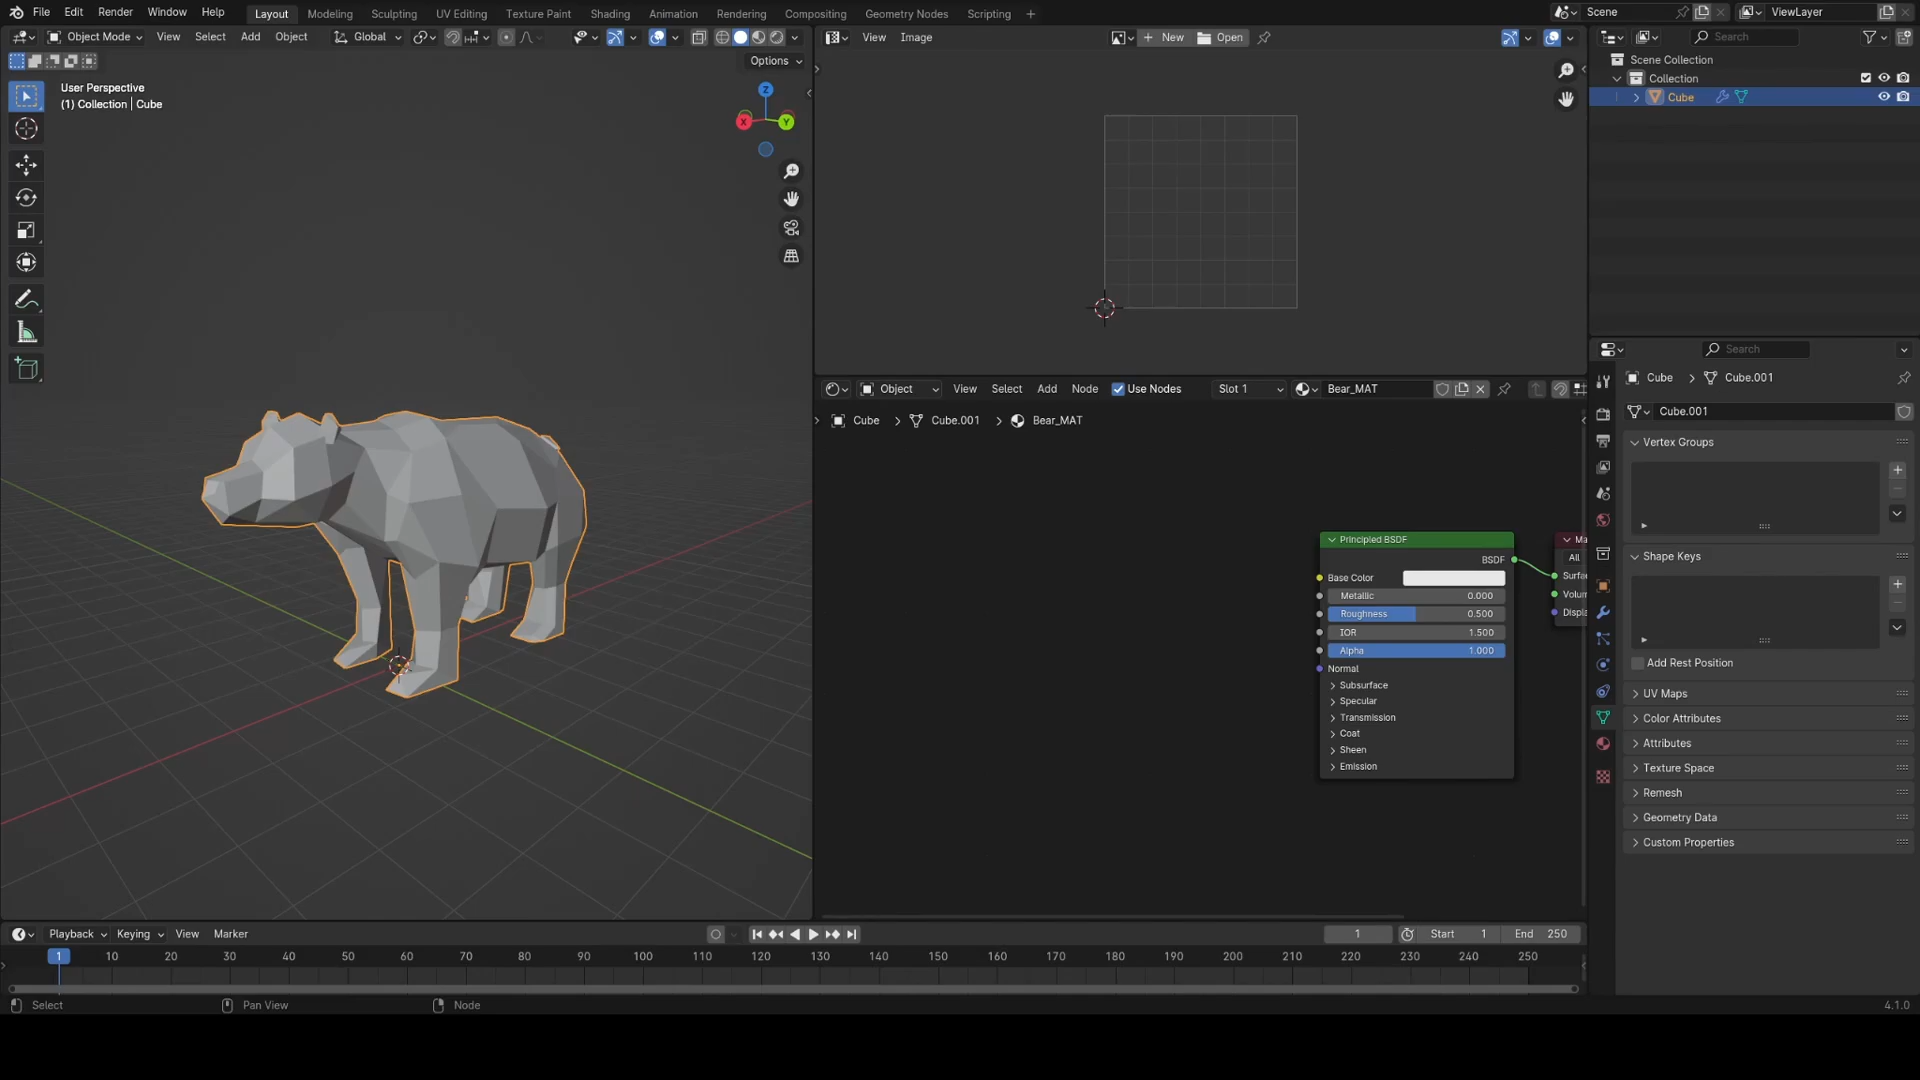 File Edit Render Window Help Layout Modeling Sculpting UV Editing Texture Paint Shading Animation Rendering Compositing Geometry Nodes Scripting + Scene ViewLayer
Object Mode View Select Add Object Global
View Image New Open
Search
Options
User Perspective
(1) Collection | Cube
Z
X
Y
Scene Collection
Collection
Cube
Search
Cube > Cube.001
Cube.001
Vertex Groups
Shape Keys
Add Rest Position
UV Maps
Color Attributes
Attributes
Texture Space
Remesh
Geometry Data
Custom Properties
Object View Select Add Node Use Nodes Slot 1 Bear_MAT
Cube > Cube.001 > Bear_MAT
Principled BSDF
BSDF
Base Color
Metallic 0.000
Roughness 0.500
IOR 1.500
Alpha 1.000
Normal
Subsurface
Specular
Transmission
Coat
Sheen
Emission
Ma
All
Surfac
Volum
Displa
Playback Keying View Marker 1 Start 1 End 250
1 10 20 30 40 50 60 70 80 90 100 110 120 130 140 150 160 170 180 190 200 210 220 230 240 250
Select Pan View Node 4.1.0